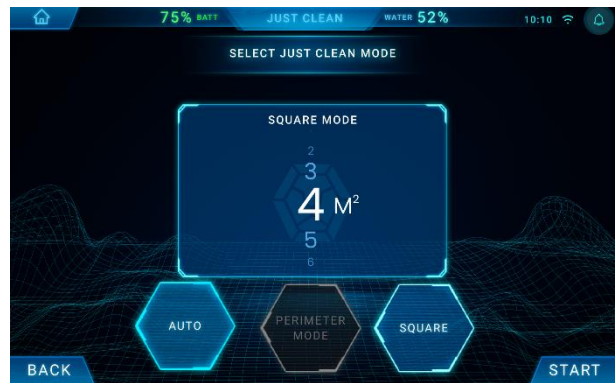 75% BATT JUST CLEAN WATER 52% 10:10
SELECT JUST CLEAN MODE
SQUARE MODE
2
3
4 M²
5
6
AUTO
PERIMETER
MODE
SQUARE
BACK
START